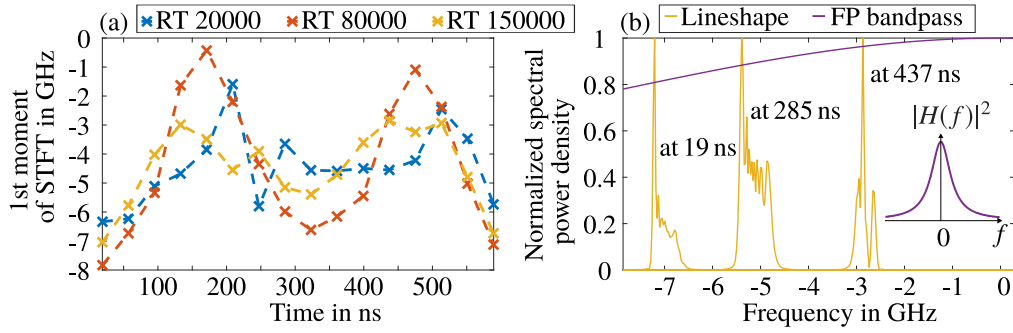 (a) RT 20000 RT 80000 RT 150000
1st moment
of STFT in GHz
0
-1
-2
-3
-4
-5
-6
-7
-8
100 200 300 400 500
Time in ns
(b) Lineshape FP bandpass
Normalized spectral
power density
1
0.8
0.6
0.4
0.2
0
at 19 ns
at 285 ns
at 437 ns
|H(f)|²
0 f
-7 -6 -5 -4 -3 -2 -1 0
Frequency in GHz